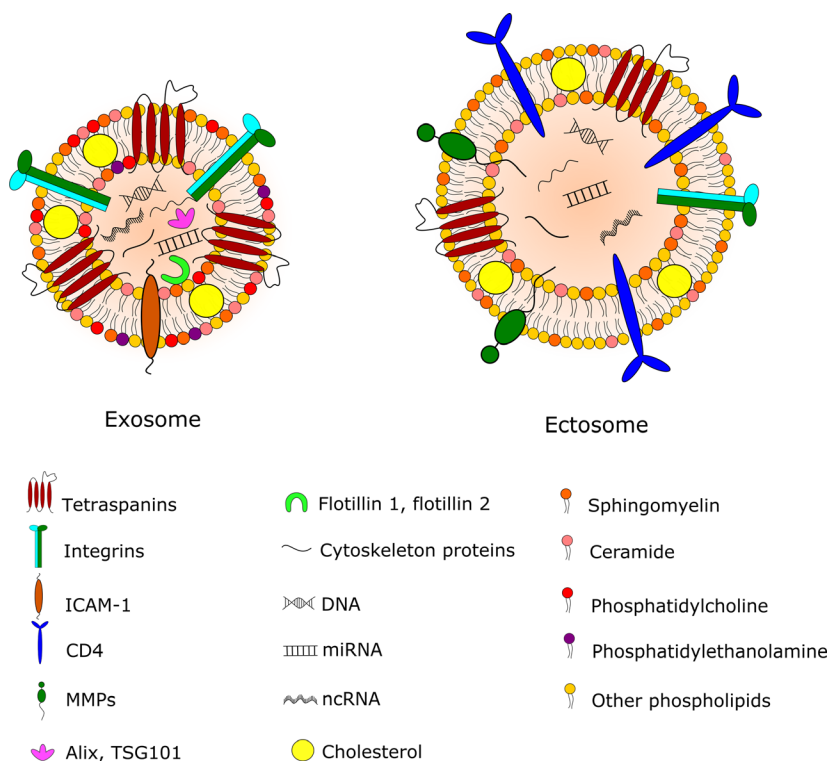 Exosome
Ectosome
Tetraspanins
Integrins
ICAM-1
CD4
MMPs
Alix, TSG101
Flotillin 1, flotillin 2
Cytoskeleton proteins
DNA
miRNA
ncRNA
Cholesterol
Sphingomyelin
Ceramide
Phosphatidylcholine
Phosphatidylethanolamine
Other phospholipids